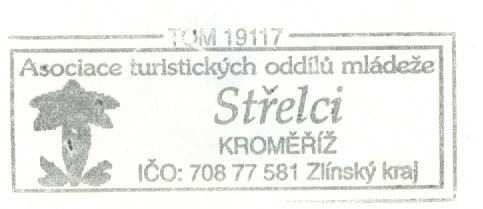 TOM 19117
Asociace turistických oddílů mládeže
Střelci
KROMĚŘÍŽ
IČO: 708 77 581 Zlínský kraj